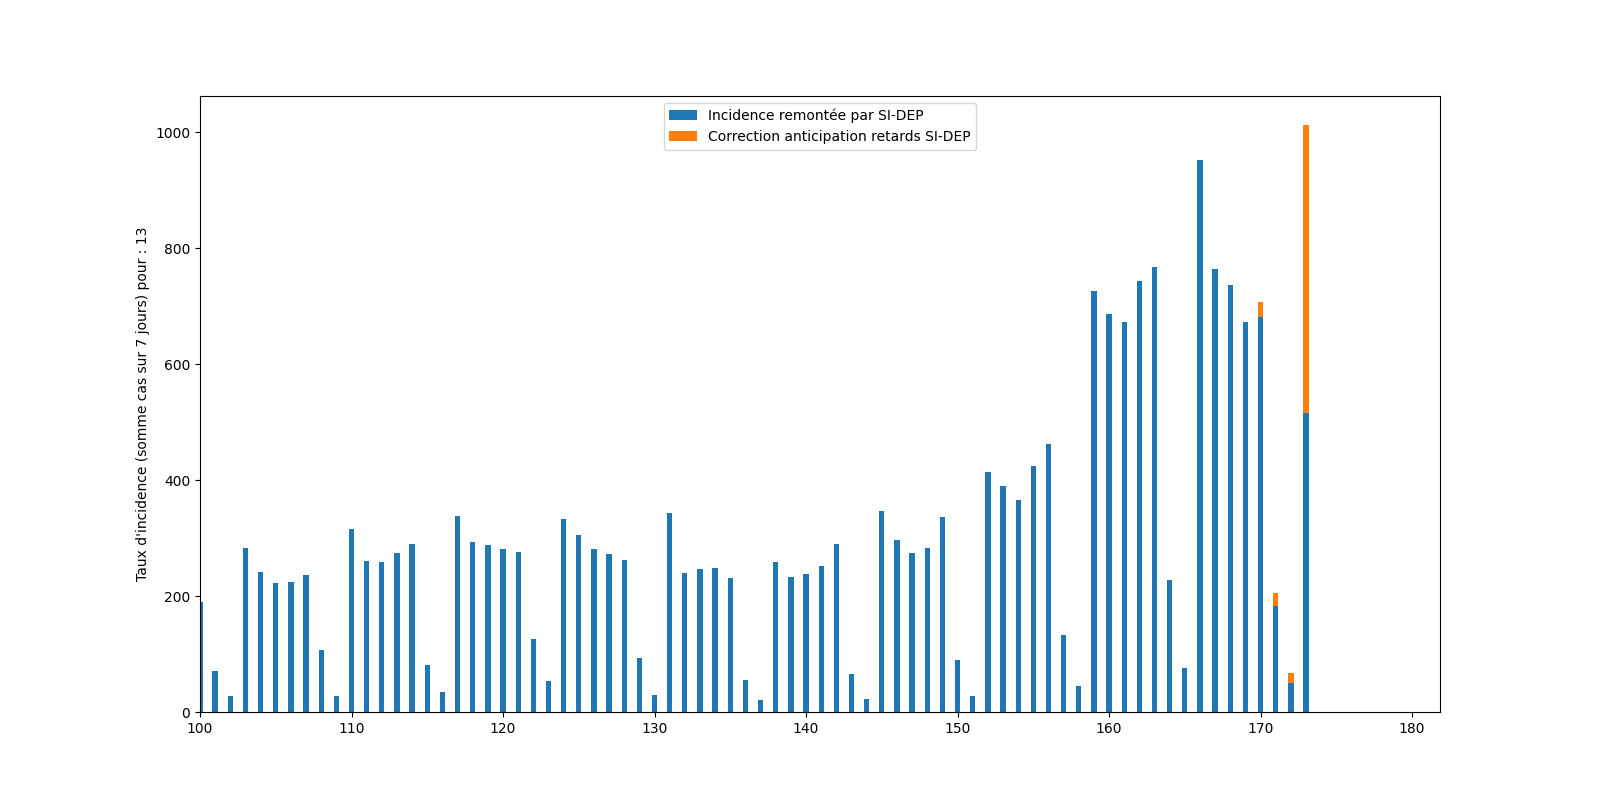 Incidence remontée par SI-DEP
Correction anticipation retards SI-DEP
Taux d'incidence (somme cas sur 7 jours) pour : 13
1000
800
600
400
200
0
100 110 120 130 140 150 160 170 180